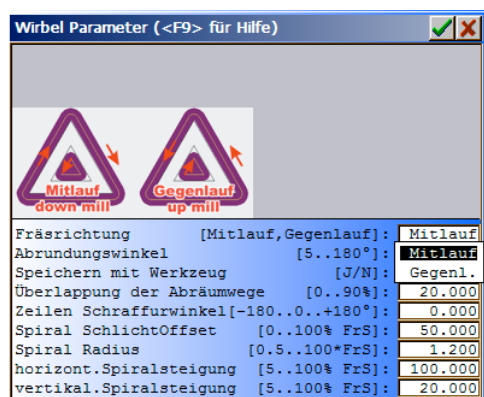 Wirbel Parameter (<F9> für Hilfe)
Mitlauf
down mill
Gegenlauf
up mill
Fräsrichtung [Mitlauf,Gegenlauf]: Mitlauf
Abrundungswinkel [5..180°]: Mitlauf
Speichern mit Werkzeug [J/N]: Gegenl.
Überlappung der Abräumwege [0..90%]: 20.000
Zeilen Schraffurwinkel[-180..0..+180°]: 0.000
Spiral SchlichtOffset [0..100% FrS]: 50.000
Spiral Radius [0.5..100*FrS]: 1.200
horizont.Spiralsteigung [5..100% FrS]: 100.000
vertikal.Spiralsteigung [5..100% FrS]: 20.000